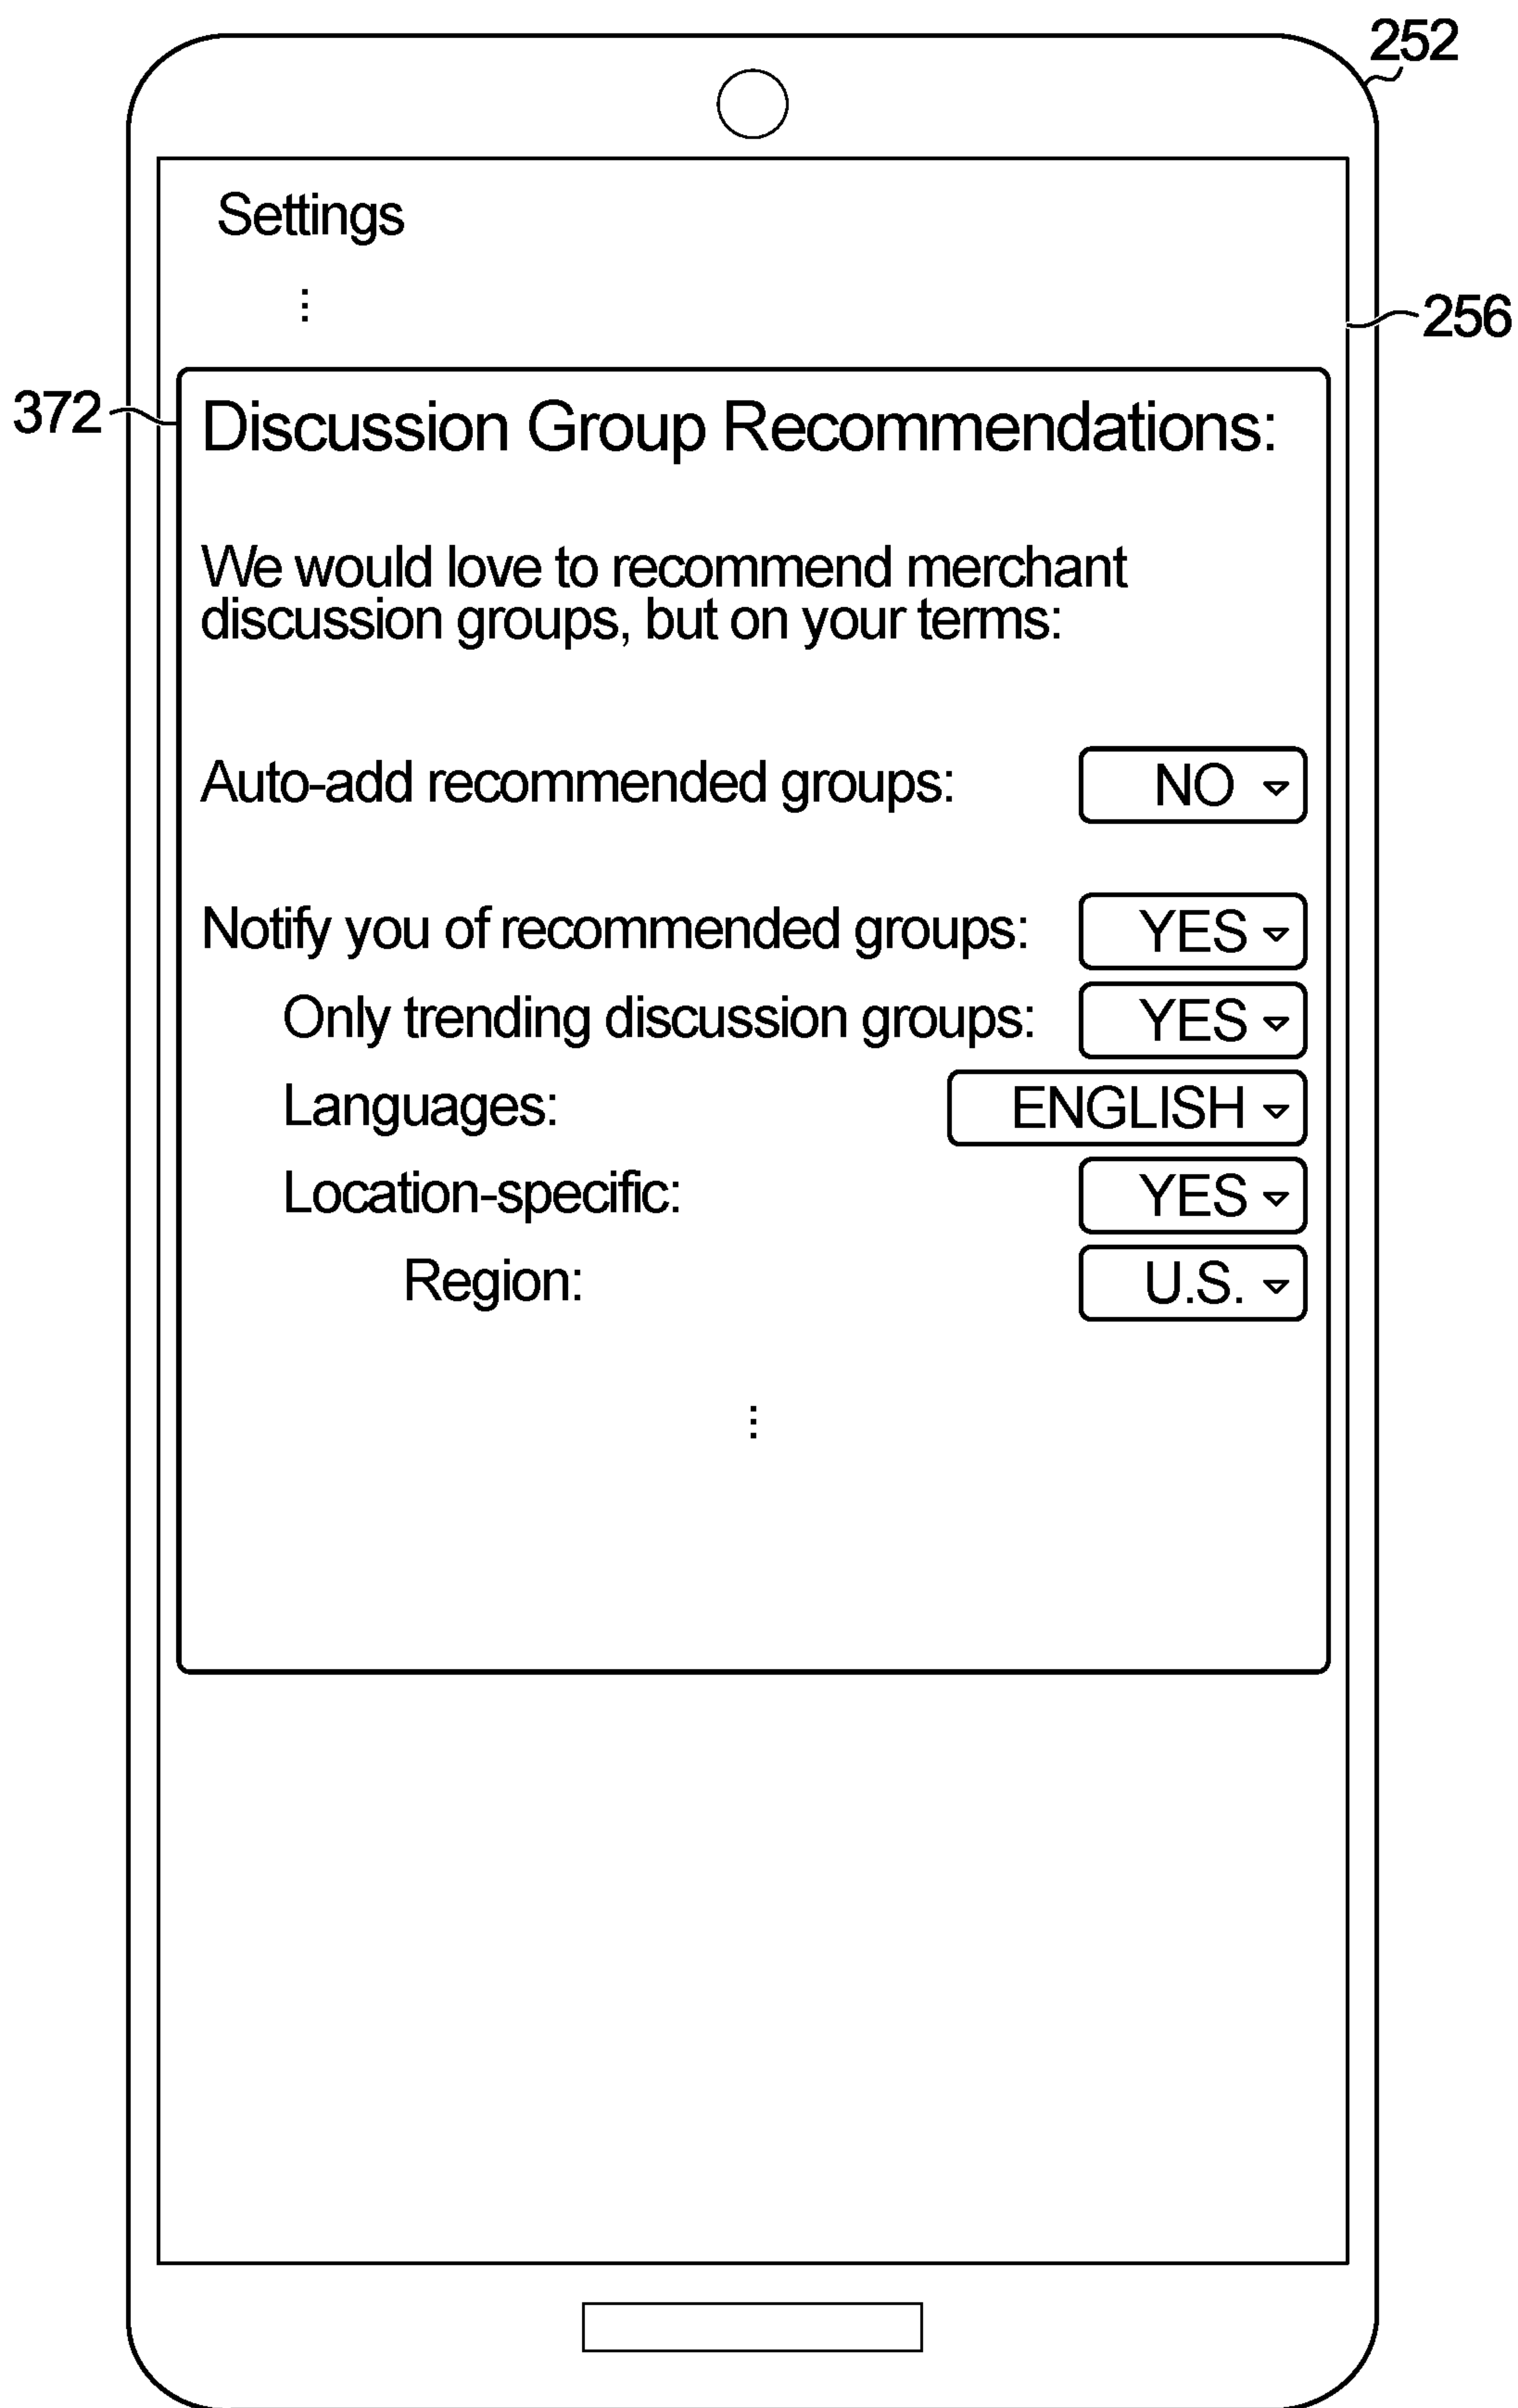 252
Settings
⋮
256
372
Discussion Group Recommendations:
We would love to recommend merchant
discussion groups, but on your terms:
Auto-add recommended groups: NO
Notify you of recommended groups: YES
Only trending discussion groups: YES
Languages: ENGLISH
Location-specific: YES
Region: U.S.
⋮